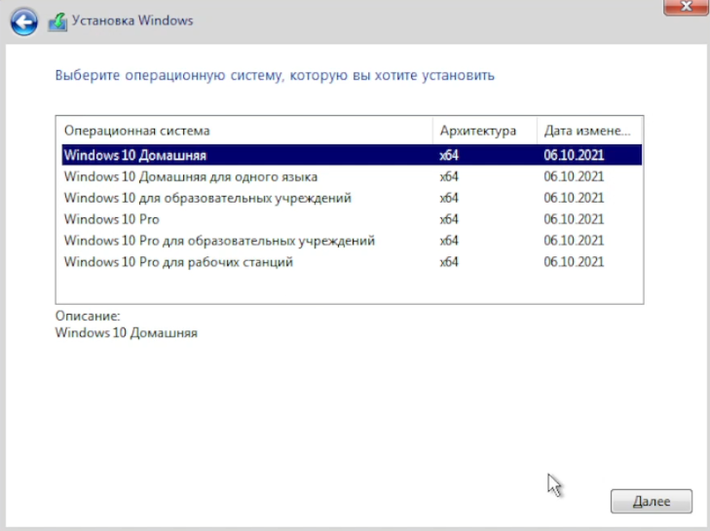 Установка Windows
Выберите операционную систему, которую вы хотите установить
Операционная система Архитектура Дата измене...
Windows 10 Домашняя x64 06.10.2021
Windows 10 Домашняя для одного языка x64 06.10.2021
Windows 10 для образовательных учреждений x64 06.10.2021
Windows 10 Pro x64 06.10.2021
Windows 10 Pro для образовательных учреждений x64 06.10.2021
Windows 10 Pro для рабочих станций x64 06.10.2021
Описание:
Windows 10 Домашняя
Далее